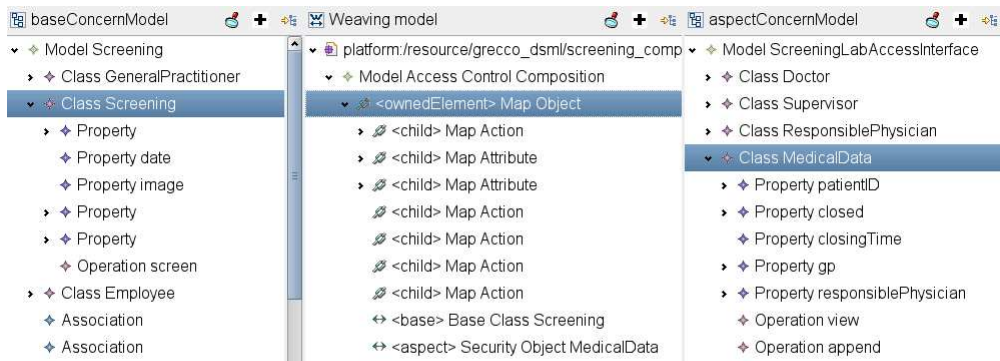 baseConcernModel
Model Screening
Class GeneralPractitioner
Class Screening
Property
Property date
Property image
Property
Property
Operation screen
Class Employee
Association
Association
Weaving model
platform:/resource/grecco_dsml/screening_comp
Model Access Control Composition
<ownedElement> Map Object
<child> Map Action
<child> Map Attribute
<child> Map Attribute
<child> Map Action
<child> Map Action
<child> Map Action
<child> Map Action
<base> Base Class Screening
<aspect> Security Object MedicalData
aspectConcernModel
Model ScreeningLabAccessInterface
Class Doctor
Class Supervisor
Class ResponsiblePhysician
Class MedicalData
Property patientID
Property closed
Property closingTime
Property gp
Property responsiblePhysician
Operation view
Operation append